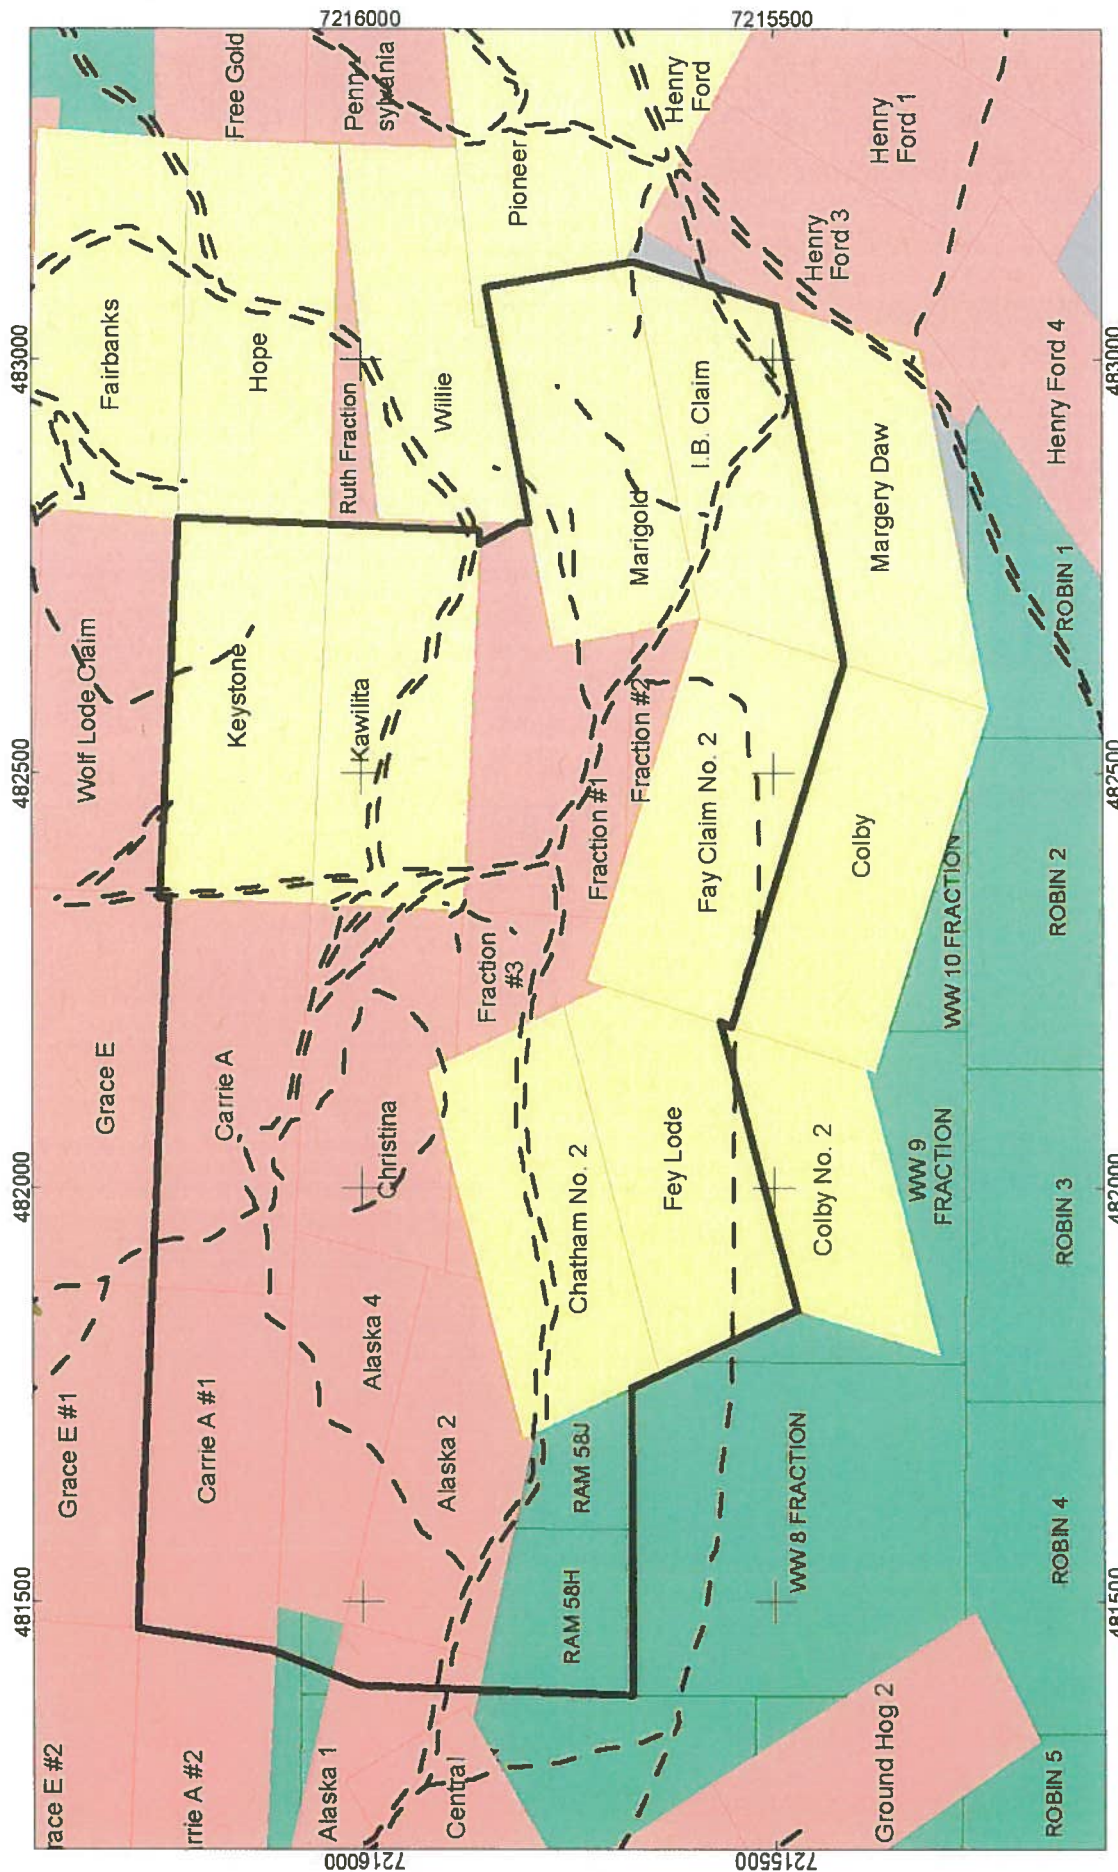 7216000
7215500
483000
482500
482000
481500
Free Gold
Penn
sylvania
Henry
Ford
Henry
Ford 1
Pioneer
Henry
Ford 3
Fairbanks
Hope
Ruth Fraction
Willie
I.B. Claim
Marigold
Margery Daw
Henry Ford 4
ROBIN 1
Wolf Lode Claim
Keystone
Kawilita
Fraction #1
Fraction #2
Fay Claim No. 2
Colby
WW 10 FRACTION
ROBIN 2
Grace E
Carrie A
Christina
Fraction
#3
Chatham No. 2
Fey Lode
Colby No. 2
WW 9
FRACTION
ROBIN 3
Grace E #1
Carrie A #1
Alaska 4
Alaska 2
RAM 58J
RAM 58H
WW 8 FRACTION
ROBIN 4
race E #2
rrie A #2
Alaska 1
Central
Ground Hog 2
ROBIN 5
483000
482500
482000
481500
7216000
7215500